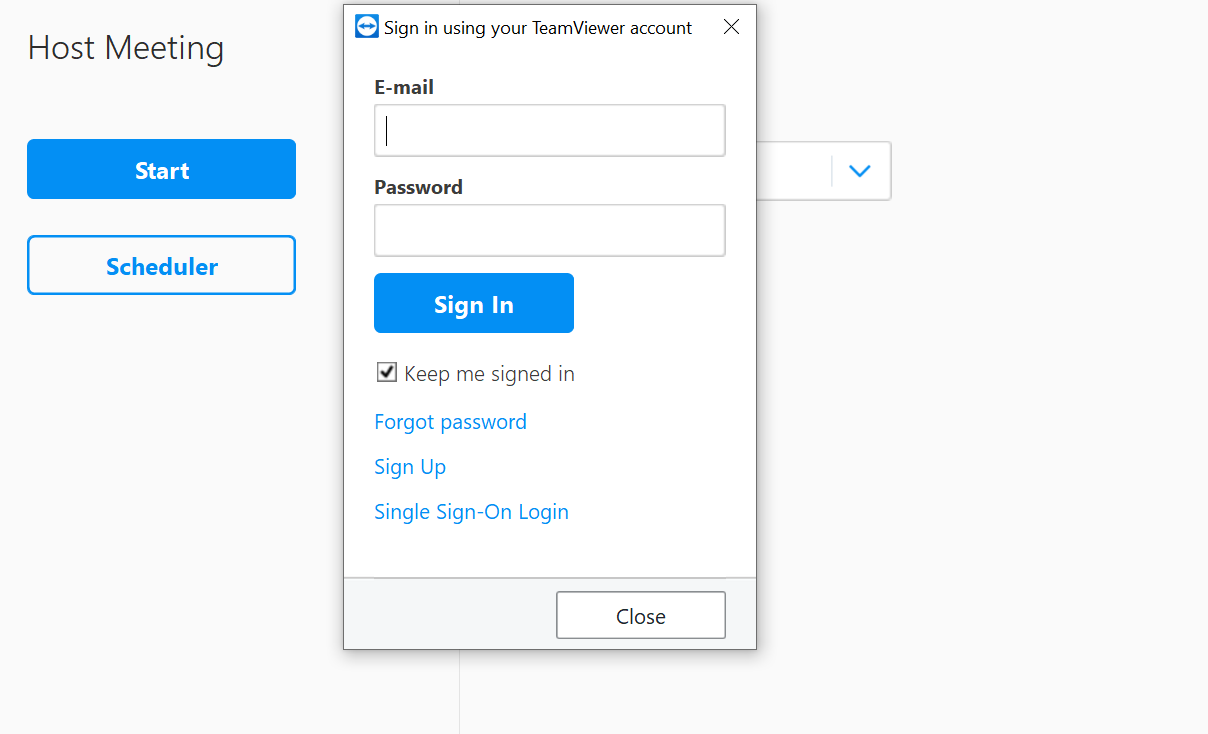 Host Meeting
Start
Scheduler
Sign in using your TeamViewer account
E-mail
Password
Sign In
Keep me signed in
Forgot password
Sign Up
Single Sign-On Login
Close